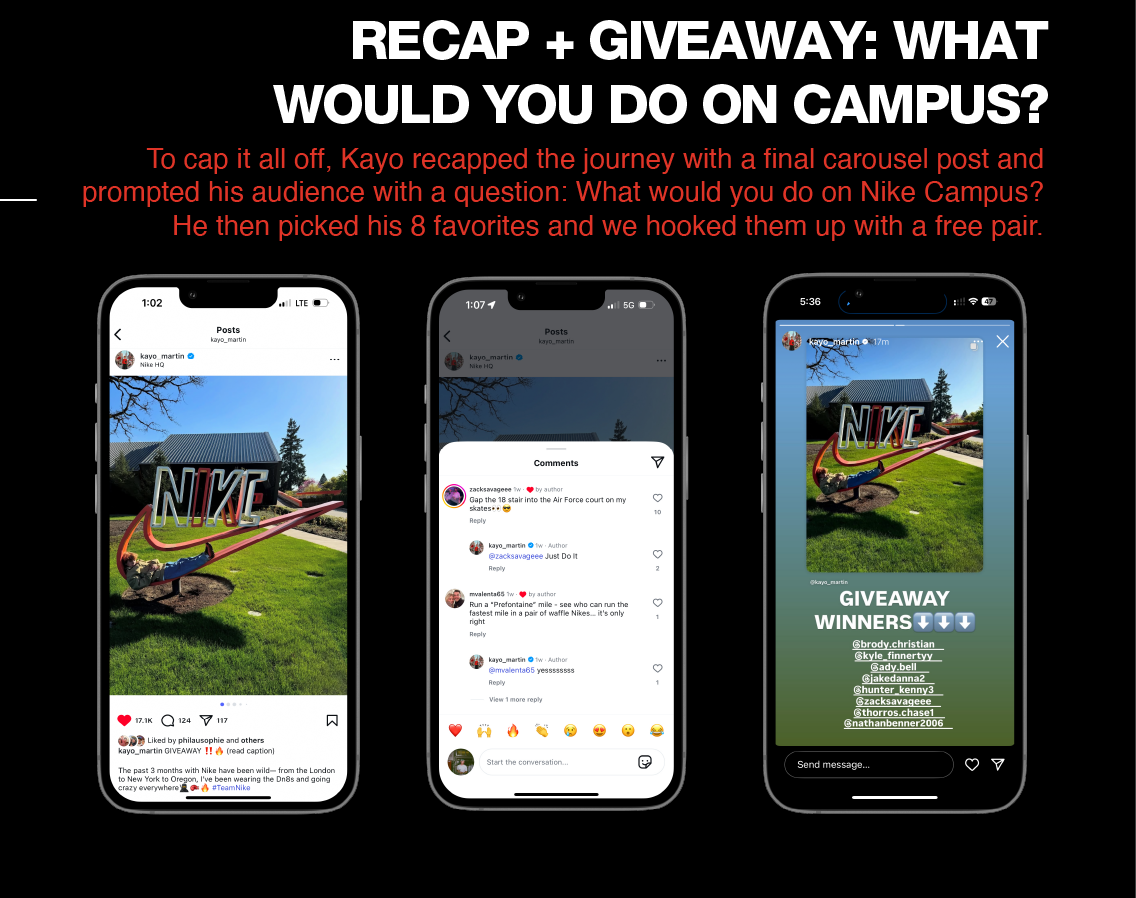 RECAP + GIVEAWAY: WHAT
WOULD YOU DO ON CAMPUS?
To cap it all off, Kayo recapped the journey with a final carousel post and
prompted his audience with a question: What would you do on Nike Campus?
He then picked his 8 favorites and we hooked them up with a free pair.
1:02
LTE
Posts
kayo_martin
kayo_martin
Nike HQ
NIKE
17.1K 124 117
Liked by philausophie and others
kayo_martin GIVEAWAY ‼️🔥 (read caption)
The past 3 months with Nike have been wild— from the London
to New York to Oregon, I've been wearing the Dn8s and going
crazy everywhere🥷🏿🥊🔥 #TeamNike
1:07
5G
Posts
kayo_martin
kayo_martin
Nike HQ
Comments
zacksavageee 1w · ❤️ by author
Gap the 18 stair into the Air Force court on my
skates👀😎
Reply
10
kayo_martin 1w · Author
@zacksavageee Just Do It
Reply
2
mvalenta65 1w · ❤️ by author
Run a “Prefontaine” mile - see who can run the
fastest mile in a pair of waffle Nikes... it's only
right
Reply
1
kayo_martin 1w · Author
@mvalenta65 yesssssssss
Reply
1
View 1 more reply
❤️ 🙌 🔥 👏 😢 😍 😮 😂
Start the conversation...
5:36
47
kayo_martin 17m
NIKE
@kayo_martin
GIVEAWAY
WINNERS⬇️⬇️⬇️
@brody.christian
@kyle_finnertyy
@ady.bell
@jakedanna2
@hunter_kenny3
@zacksavageee
@thorros.chase1
@nathanbenner2006
Send message...